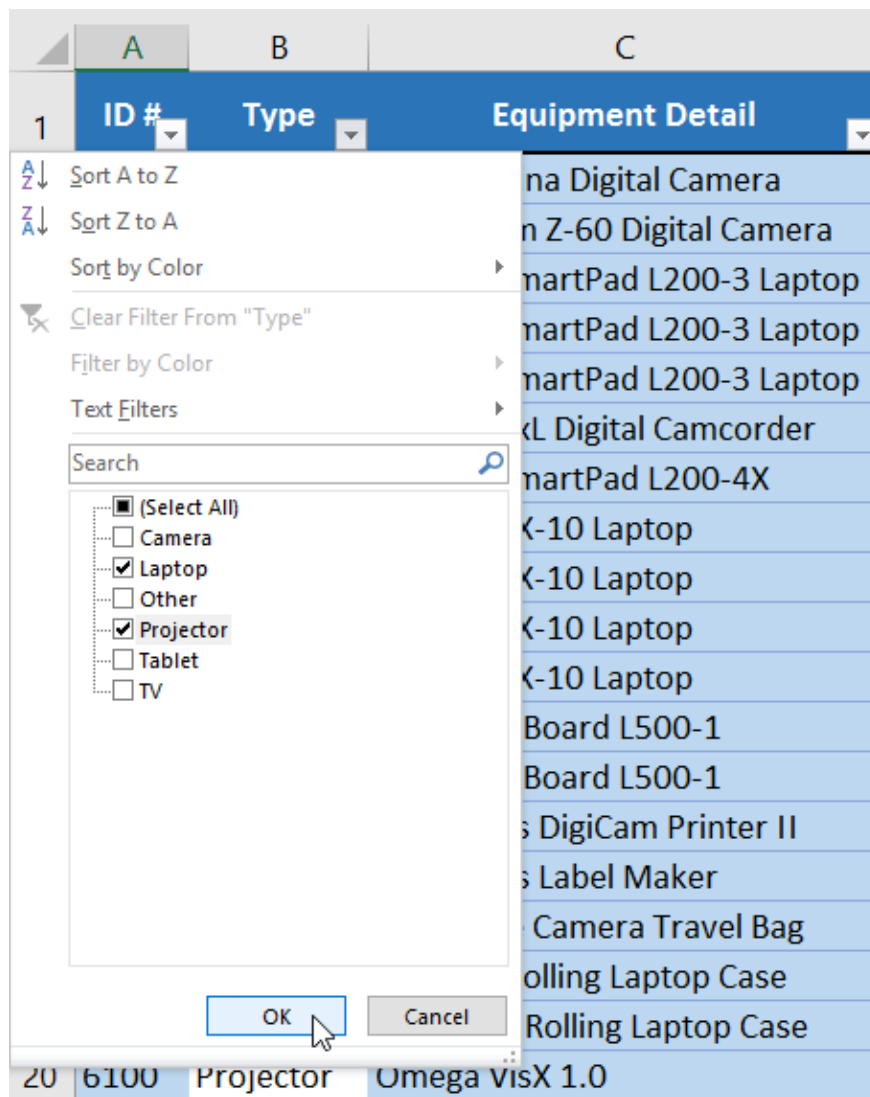 A B C
1 ID # Type Equipment Detail
Sort A to Z
Sort Z to A
Sort by Color
Clear Filter From "Type"
Filter by Color
Text Filters
Search
(Select All)
Camera
Laptop
Other
Projector
Tablet
TV
OK Cancel
na Digital Camera
Z-60 Digital Camera
martPad L200-3 Laptop
martPad L200-3 Laptop
martPad L200-3 Laptop
L Digital Camcorder
martPad L200-4X
X-10 Laptop
X-10 Laptop
X-10 Laptop
X-10 Laptop
Board L500-1
Board L500-1
s DigiCam Printer II
s Label Maker
Camera Travel Bag
olling Laptop Case
Rolling Laptop Case
20 6100 Projector Omega VisX 1.0